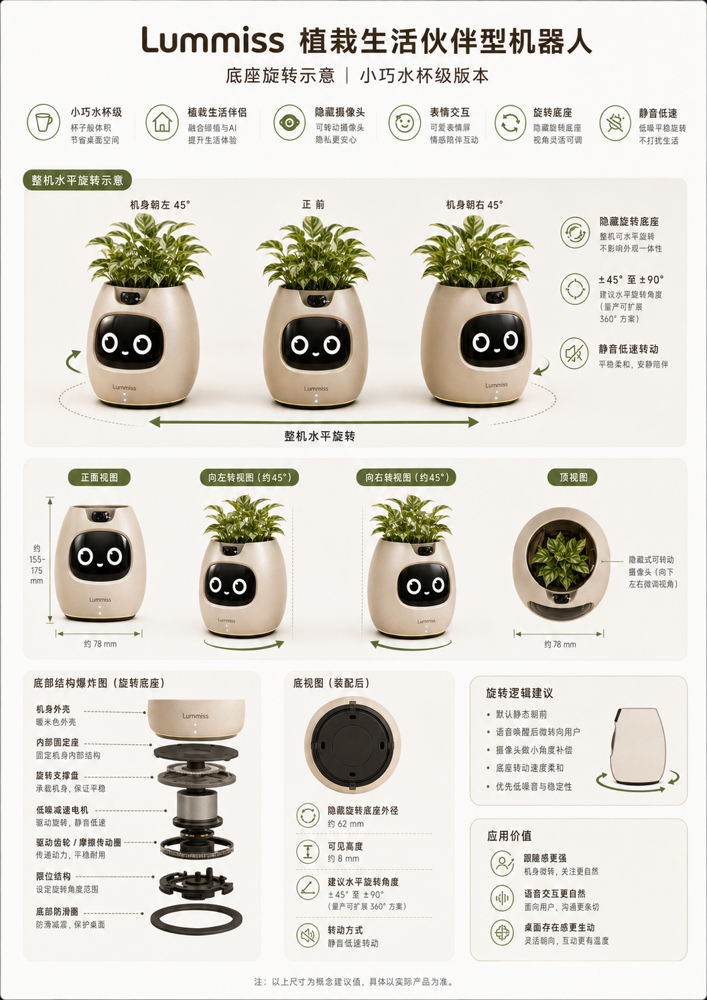 Lummiss 植栽生活伙伴型机器人
底座旋转示意｜小巧水杯级版本
小巧水杯级
杯子般体积
节省桌面空间
植戢生活伴侣
融合绿植与AI
提升生活体验
隐藏摄像头
可转动摄像头
隐私更安心
表情交互
可爱表情屏
情感陪伴互动
旋转底座
隐藏旋转底座
视角灵活可调
静音低速
低噪平稳旋转
不打扰生活
整机水平旋转示意
机身朝左 45°
正 前
机身朝右 45°
Lummiss
Lummiss
Lummiss
整机水平旋转
隐藏旋转底座
整机可水平旋转
不影响外观一体性
±45° 至 ±90°
建议水平旋转角度
（量产可扩展
360° 方案）
静音低速转动
平稳柔和，安静陪伴
正面视图
约
155-
175
mm
Lummiss
约 78 mm
向左转视图（约45°）
Lummiss
向右转视图（约45°）
Lummiss
顶视图
隐藏式可转动
摄像头（向下
左右微调视角）
约 78 mm
底部结构爆炸图（旋转底座）
机身外壳
暖米色外壳
内部固定座
固定机身内部结构
旋转支撑盘
承载机身，保证平稳
低噪减速电机
驱动旋转，静音低速
驱动齿轮 / 摩擦传动圈
传递动力，平稳耐用
限位结构
设定旋转角度范围
底部防滑圈
防滑减震，保护桌面
Lummiss
底视图（装配后）
隐藏旋转底座外径
约 62 mm
可见高度
约 8 mm
建议水平旋转角度
±45° 至 ±90°
（量产可扩展 360° 方案）
转动方式
静音低速转动
旋转逻辑建议
• 默认静态朝前
• 语音唤醒后微转向用户
• 摄像头做小角度补偿
• 底座转动速度柔和
• 优先低噪音与稳定性
应用价值
跟随感更强
机身微转，关注更自然
语音交互更自然
面向用户，沟通更亲切
桌面存在感更生动
灵活朝向，互动更有温度
注：以上尺寸为概念建议值，具体以实际产品为准。